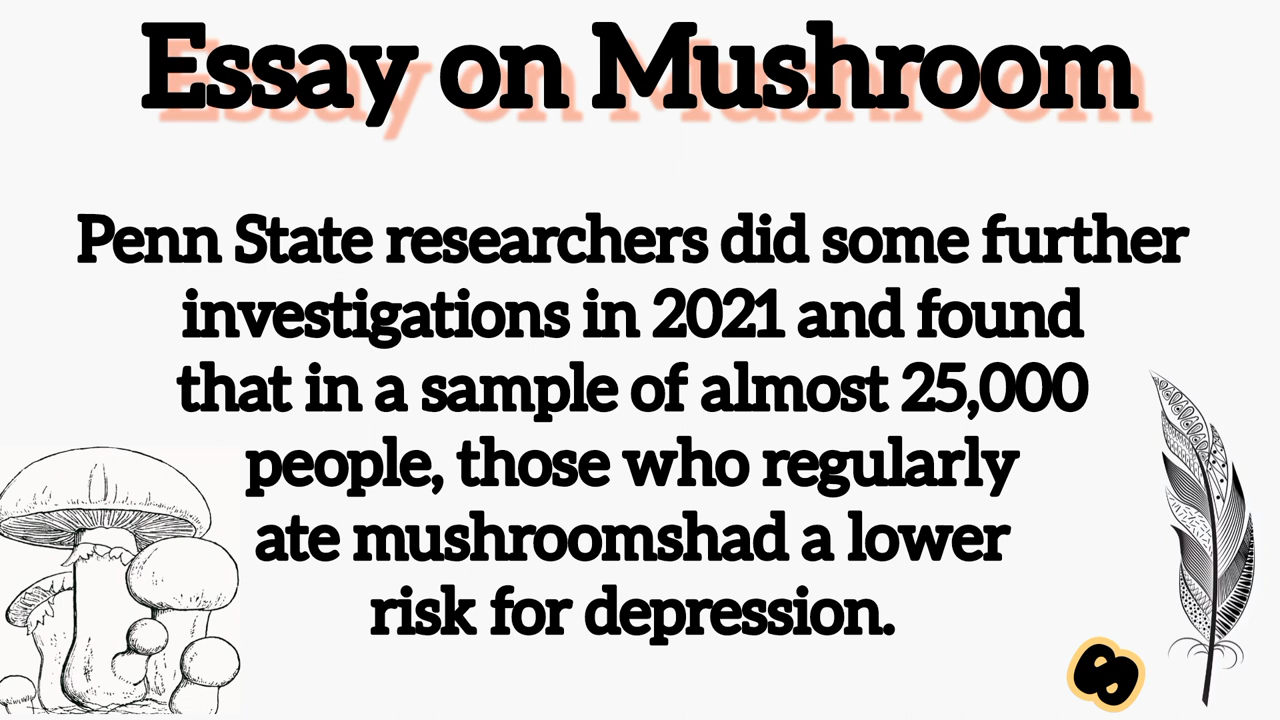 Essay on Mushroom
Penn State researchers did some further
investigations in 2021 and found
that in a sample of almost 25,000
people, those who regularly
ate mushroomshad a lower
risk for depression.
8